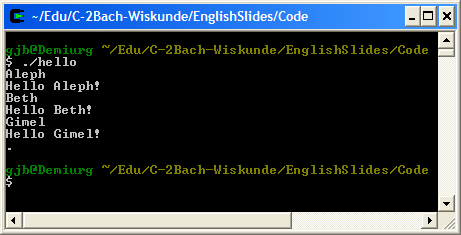 ~/Edu/C-2Bach-Wiskunde/EnglishSlides/Code
gjb@Demiurg ~/Edu/C-2Bach-Wiskunde/EnglishSlides/Code
$ ./hello
Aleph
Hello Aleph!
Beth
Hello Beth!
Gimel
Hello Gimel!
.
gjb@Demiurg ~/Edu/C-2Bach-Wiskunde/EnglishSlides/Code
$